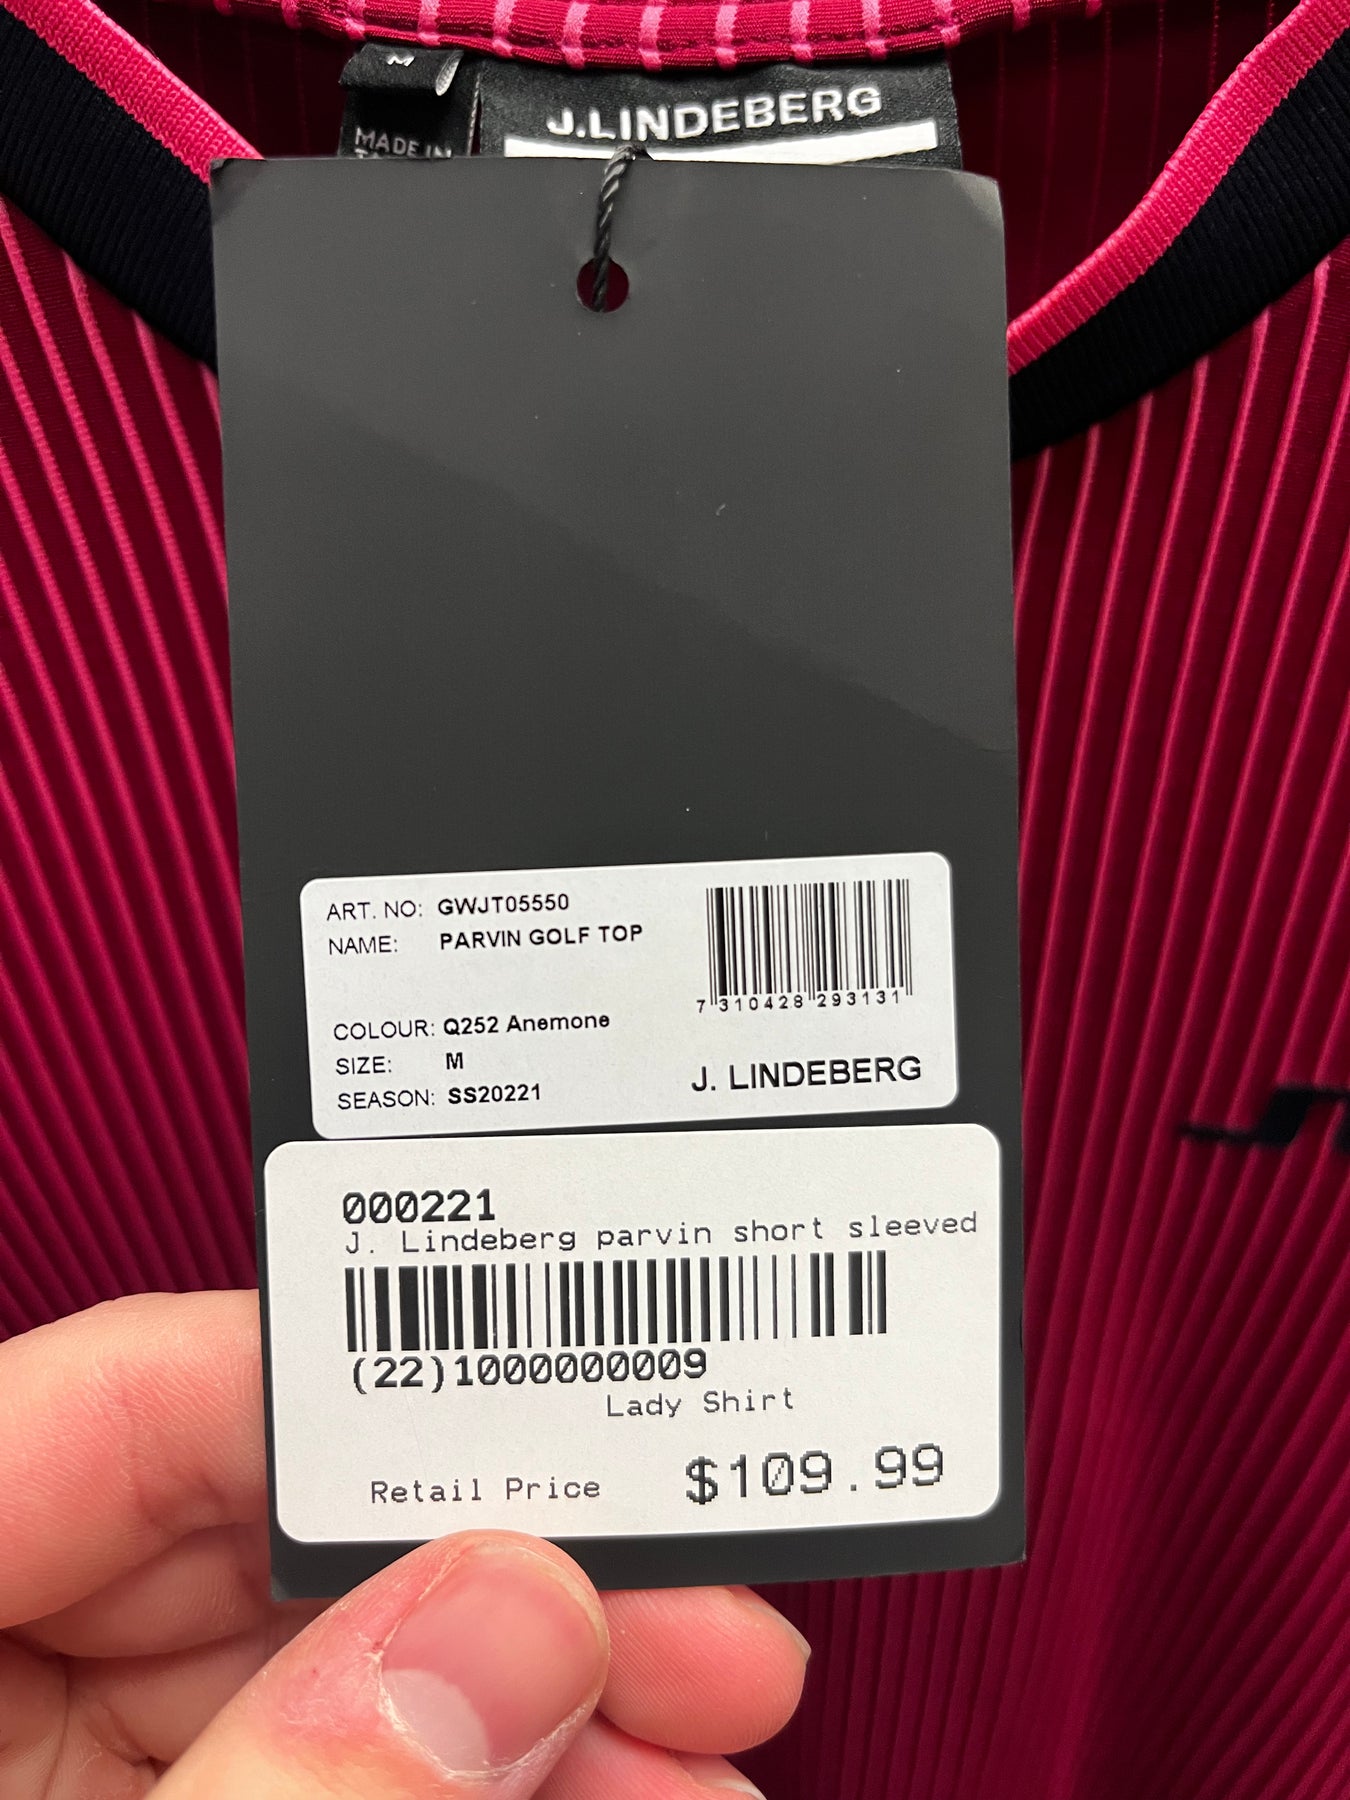 M
J.LINDEBERG
MADE IN
ART. NO: GWJT05550
NAME: PARVIN GOLF TOP
7 310428 293131
COLOUR: Q252 Anemone
SIZE: M
J. LINDEBERG
SEASON: SS20221
000221
J. Lindeberg parvin short sleeved
(22)1000000009
Lady Shirt
Retail Price $109.99